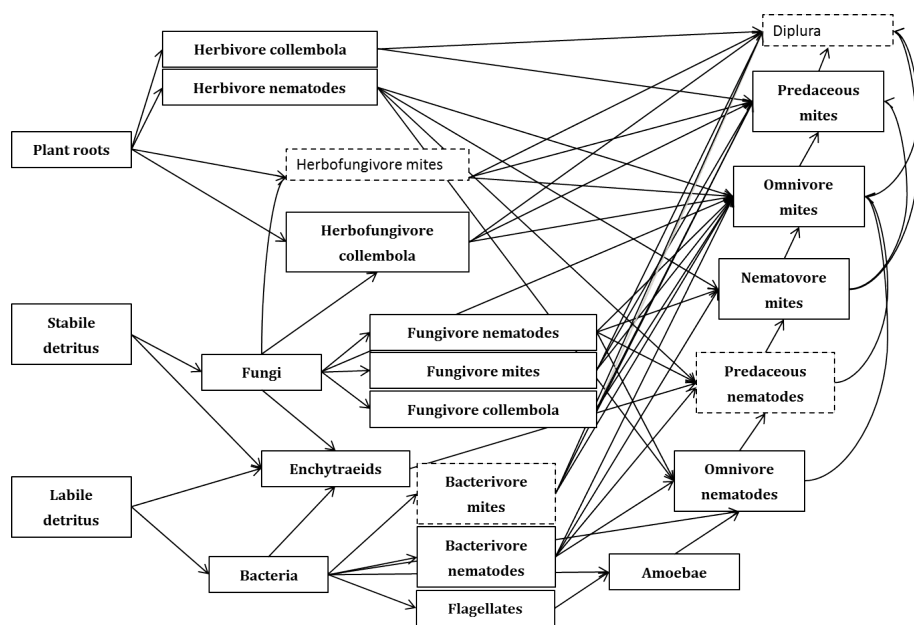 Herbivore collembola
Herbivore nematodes
Plant roots
Herbofungivore mites
Herbofungivore
collembola
Stabile
detritus
Fungi
Fungivore nematodes
Fungivore mites
Fungivore collembola
Enchytraeids
Labile
detritus
Bacteria
Bacterivore
mites
Bacterivore
nematodes
Flagellates
Amoebae
Diplura
Predaceous
mites
Omnivore
mites
Nematovore
mites
Predaceous
nematodes
Omnivore
nematodes